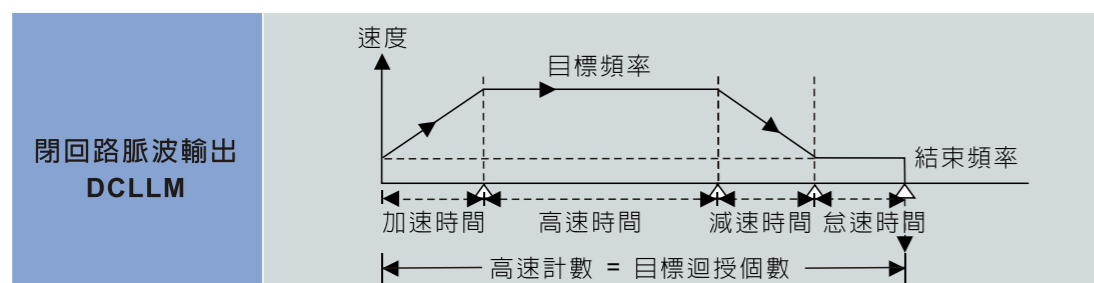 閉回路脈波輸出
DCLLM
速度
目標頻率
結束頻率
加速時間 高速時間 減速時間 怠速時間
高速計數 = 目標迴授個數